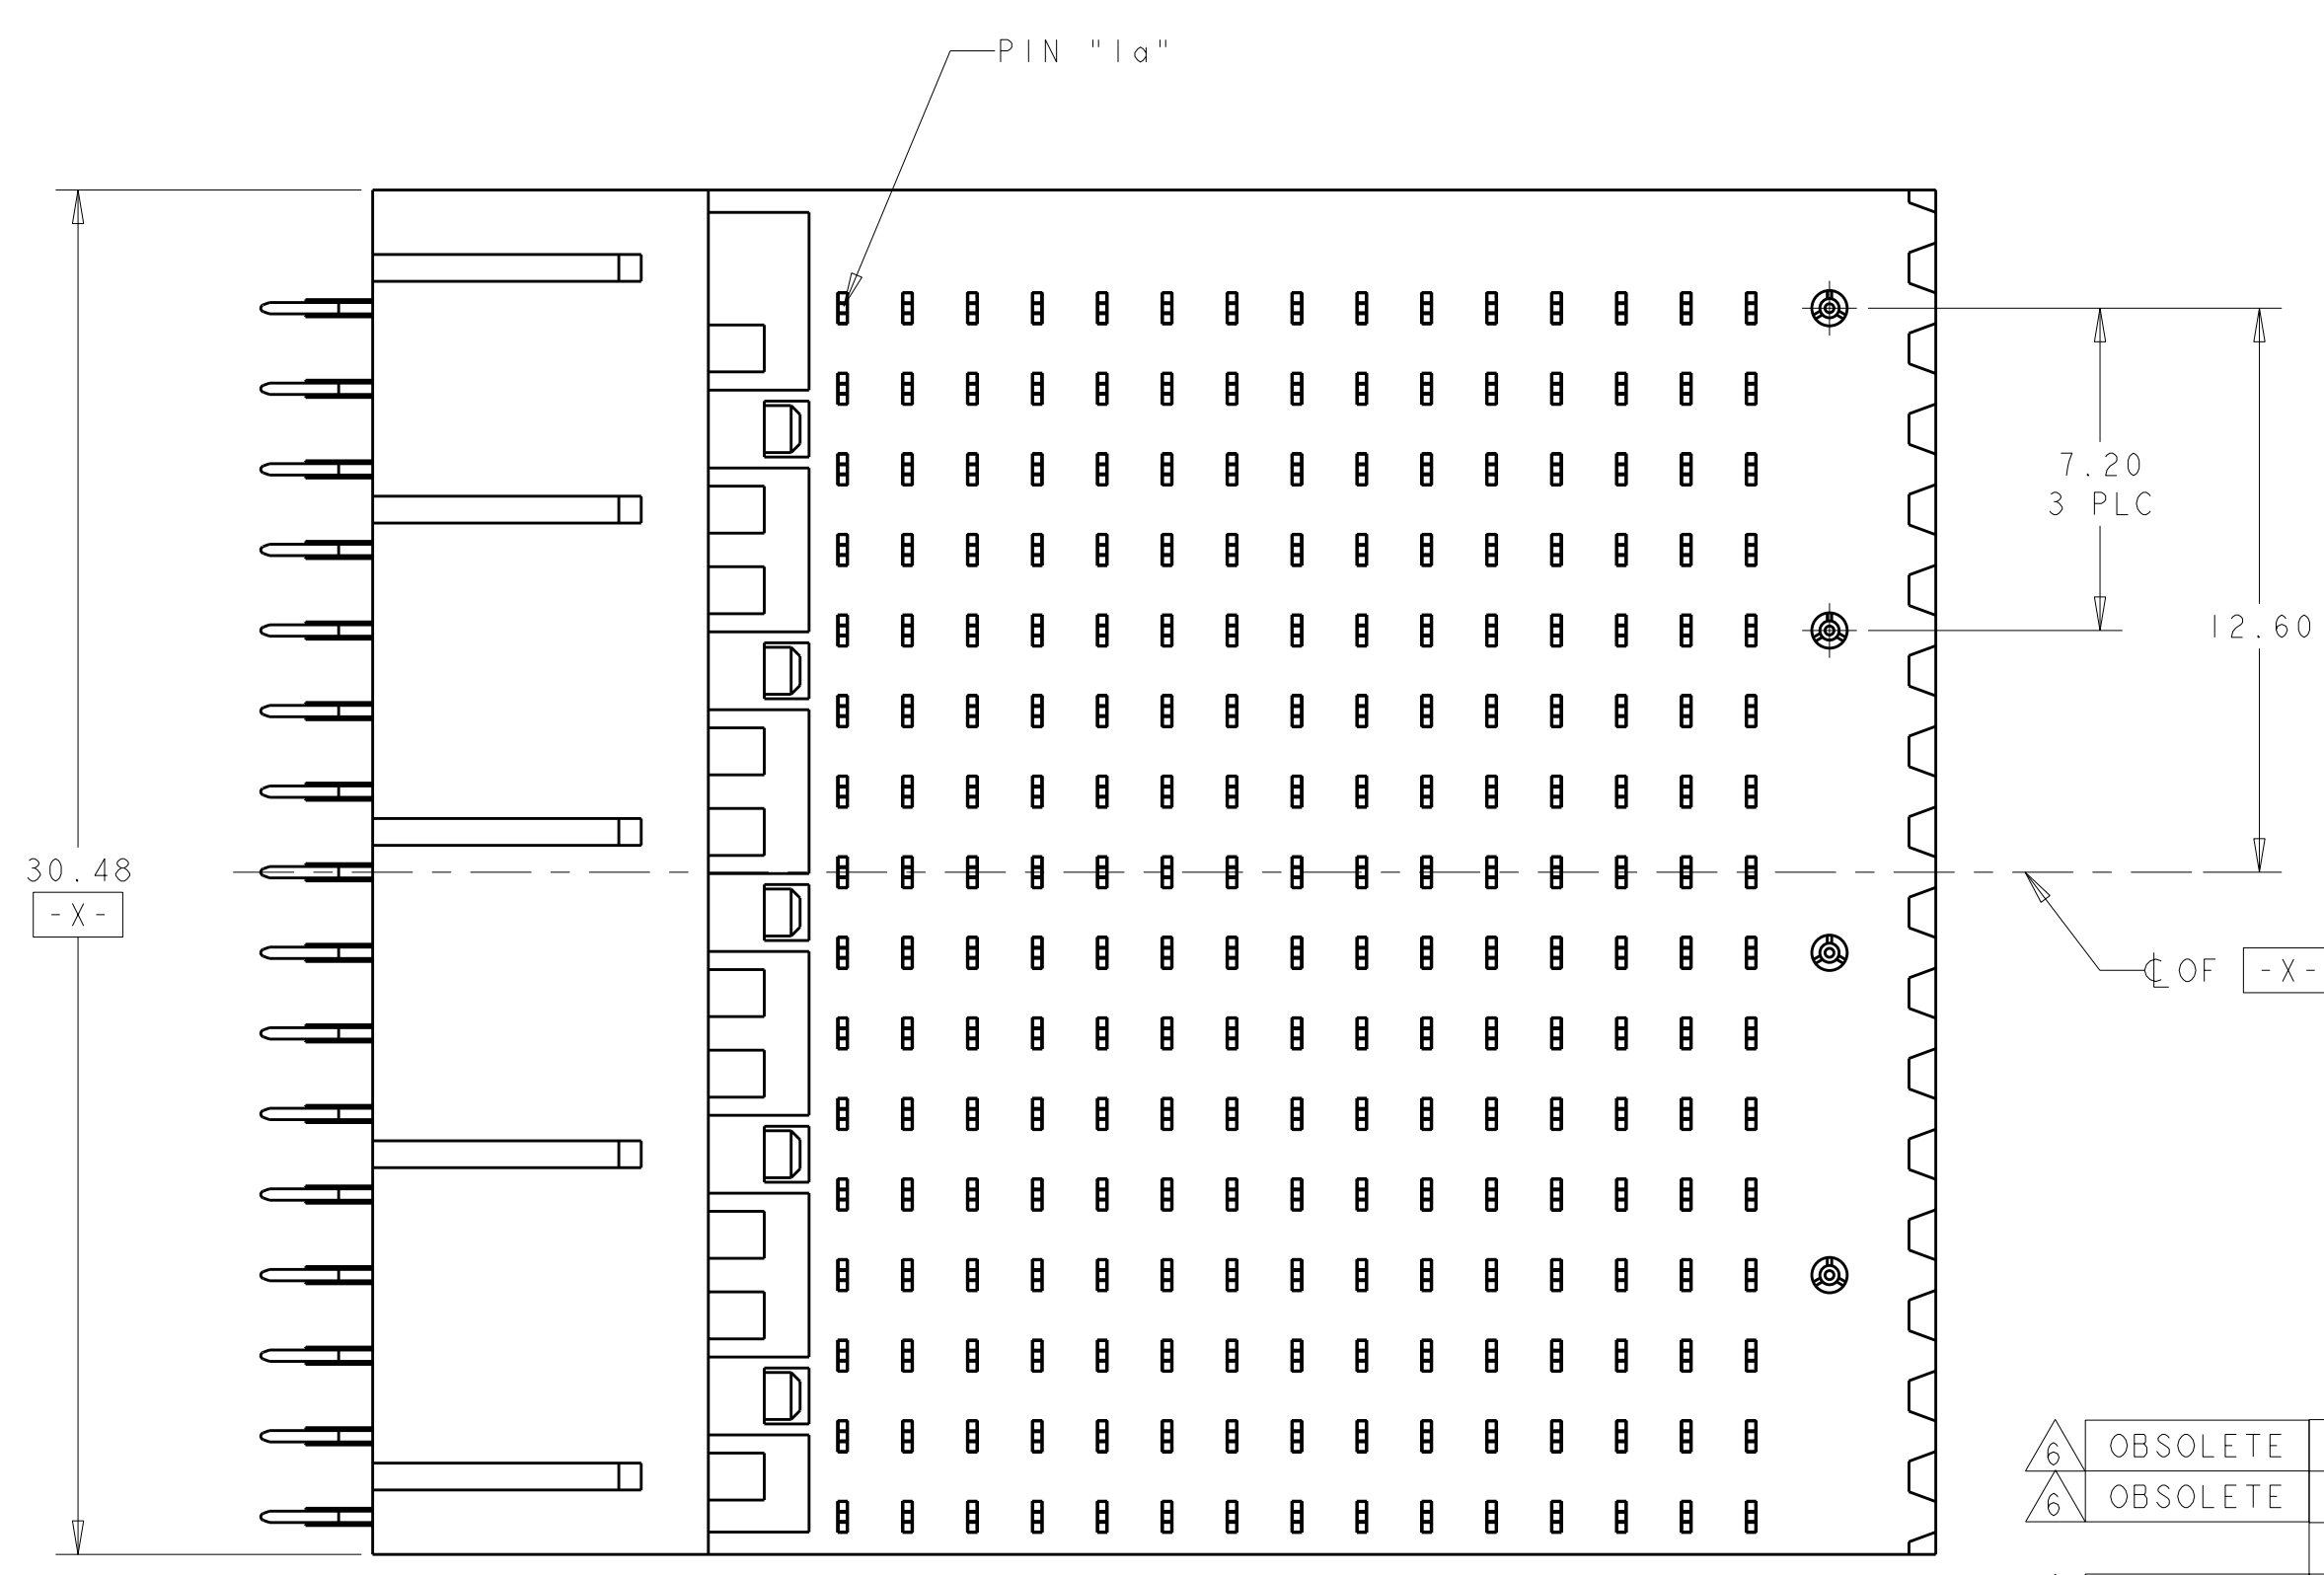 PIN "1a"
7.20
3 PLC
12.60
30.48
-X-
℄ OF -X-
6 OBSOLETE
6 OBSOLETE